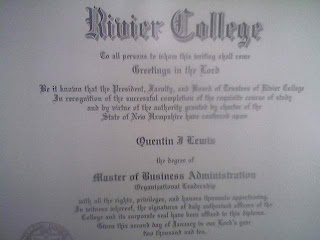 Rivier College
To all persons to whom this writing shall come
Greetings in the Lord
Be it known that the President, Faculty, and Board of Trustees of Rivier College
In recognition of the successful completion of the requisite course of study
and by virtue of the authority granted by charter of the
State of New Hampshire have conferred upon
Quentin J Lewis
the degree of
Master of Business Administration
Organizational Leadership
with all the rights, privileges, and honors thereunto appertaining.
In witness whereof, the signatures of duly authorized officers of the
College and its corporate seal have been affixed to this diploma.
Given this second day of January in our Lord's year
two thousand and ten.